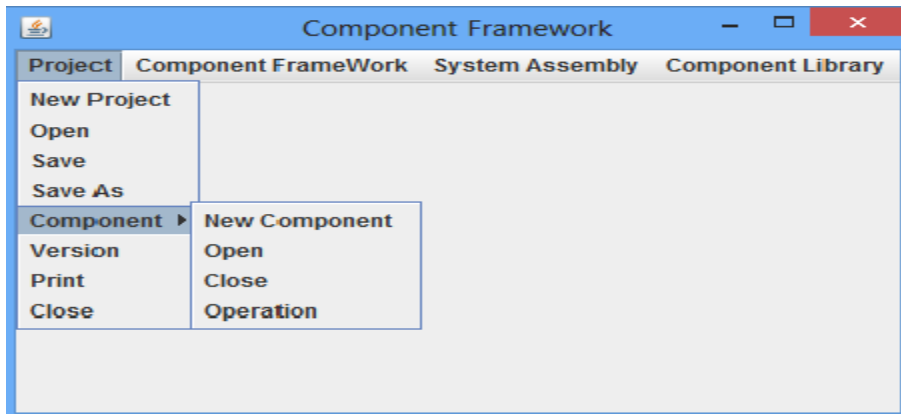 Component Framework
Project Component FrameWork System Assembly Component Library
New Project
Open
Save
Save As
Component
Version
Print
Close
New Component
Open
Close
Operation